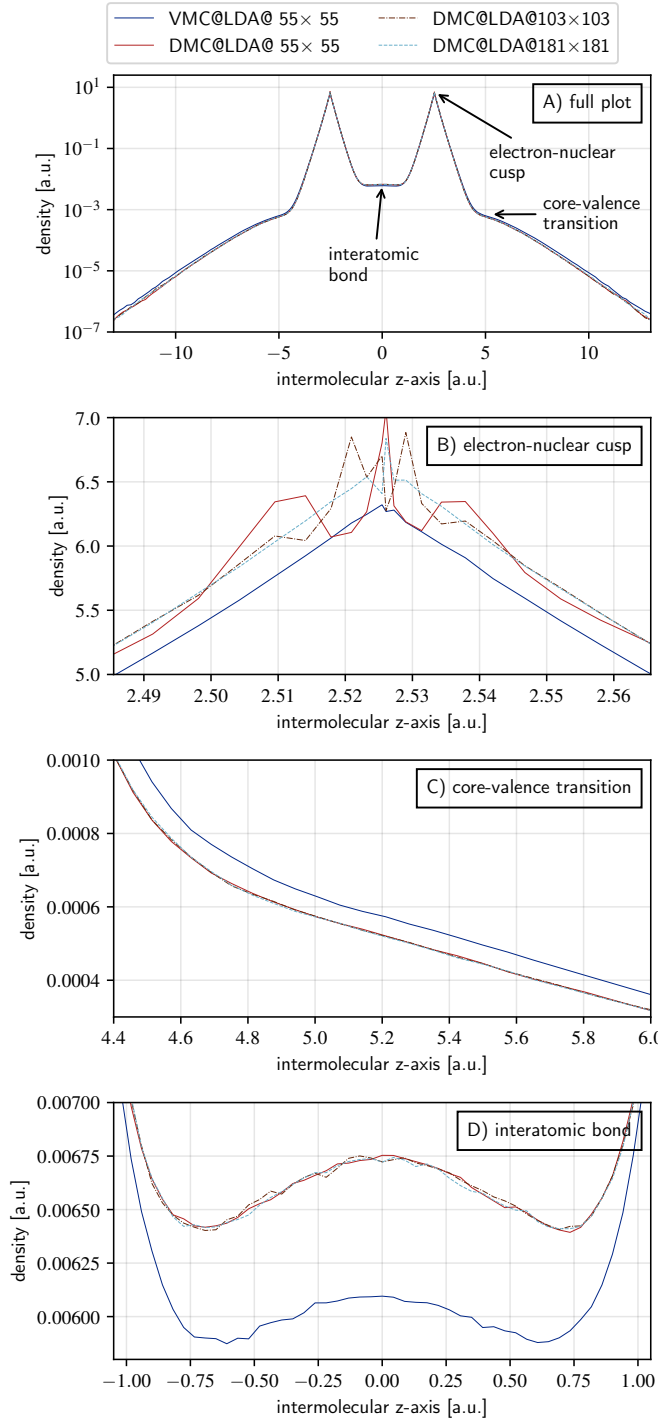 VMC@LDA@ 55× 55
DMC@LDA@103×103
DMC@LDA@ 55× 55
DMC@LDA@181×181
A) full plot
electron-nuclear
cusp
core-valence
transition
interatomic
bond
density [a.u.]
10^1
10^−1
10^−3
10^−5
10^−7
−10
−5
0
5
10
intermolecular z-axis [a.u.]
B) electron-nuclear cusp
density [a.u.]
7.0
6.5
6.0
5.5
5.0
2.49
2.50
2.51
2.52
2.53
2.54
2.55
2.56
intermolecular z-axis [a.u.]
C) core-valence transition
density [a.u.]
0.0010
0.0008
0.0006
0.0004
4.4
4.6
4.8
5.0
5.2
5.4
5.6
5.8
6.0
intermolecular z-axis [a.u.]
D) interatomic bond
density [a.u.]
0.00700
0.00675
0.00650
0.00625
0.00600
−1.00
−0.75
−0.50
−0.25
0.00
0.25
0.50
0.75
1.00
intermolecular z-axis [a.u.]